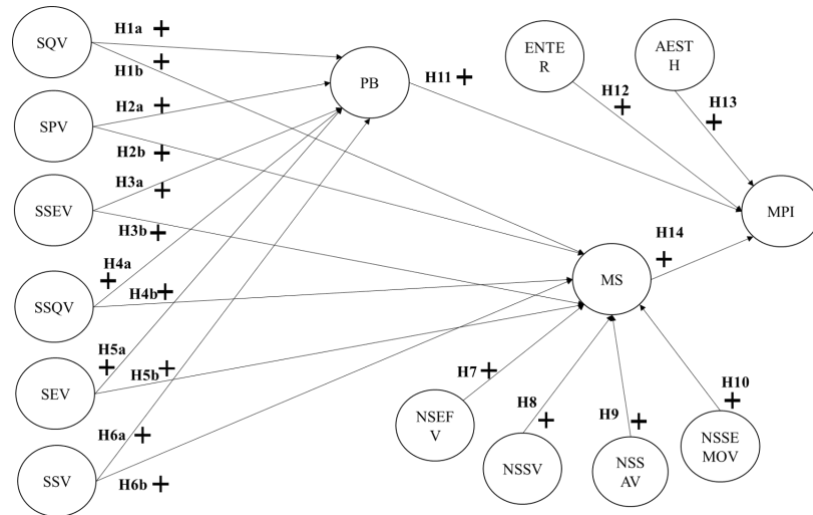 SQV
H1a +
H1b +
SPV
H2a +
H2b +
SSEV
H3a +
H3b +
SSQV
H4a +
H4b +
SEV
H5a +
H5b +
SSV
H6a +
H6b +
PB
H11 +
ENTE
R
H12 +
AEST
H
H13 +
MPI
MS
H14 +
NSEF
V
H7 +
NSSV
H8 +
NSS
AV
H9 +
NSSE
MOV
H10 +